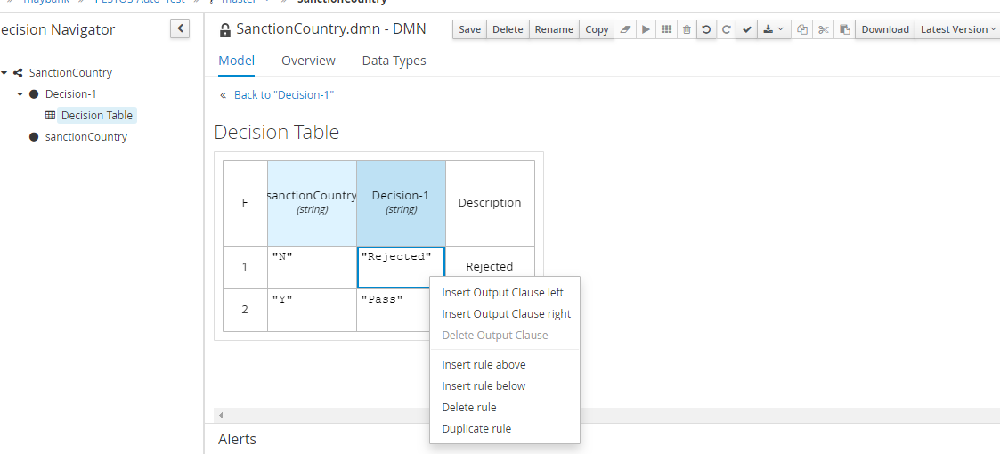 » maybank » » master » SanctionCountry
ecision Navigator
SanctionCountry.dmn - DMN
Save Delete Rename Copy Download Latest Version
Model Overview Data Types
SanctionCountry
Decision-1
Decision Table
sanctionCountry
« Back to "Decision-1"
Decision Table
F sanctionCountry Decision-1 Description
(string) (string)
1 "N" "Rejected" Rejected
2 "Y" "Pass"
Insert Output Clause left
Insert Output Clause right
Delete Output Clause
Insert rule above
Insert rule below
Delete rule
Duplicate rule
Alerts